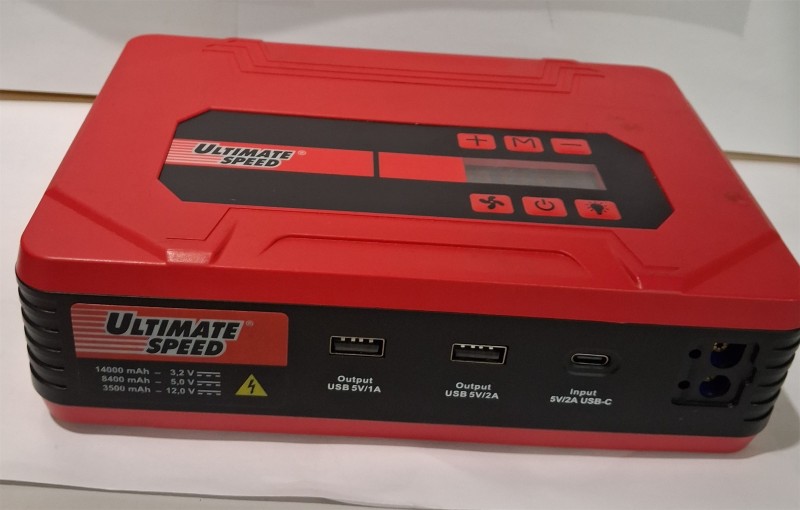 ULTIMATE
SPEED®
+ M −
ULTIMATE®
SPEED
14000 mAh – 3,2 V
8400 mAh – 5,0 V
3500 mAh – 12,0 V
Output
USB 5V/1A
Output
USB 5V/2A
Input
5V/2A USB-C